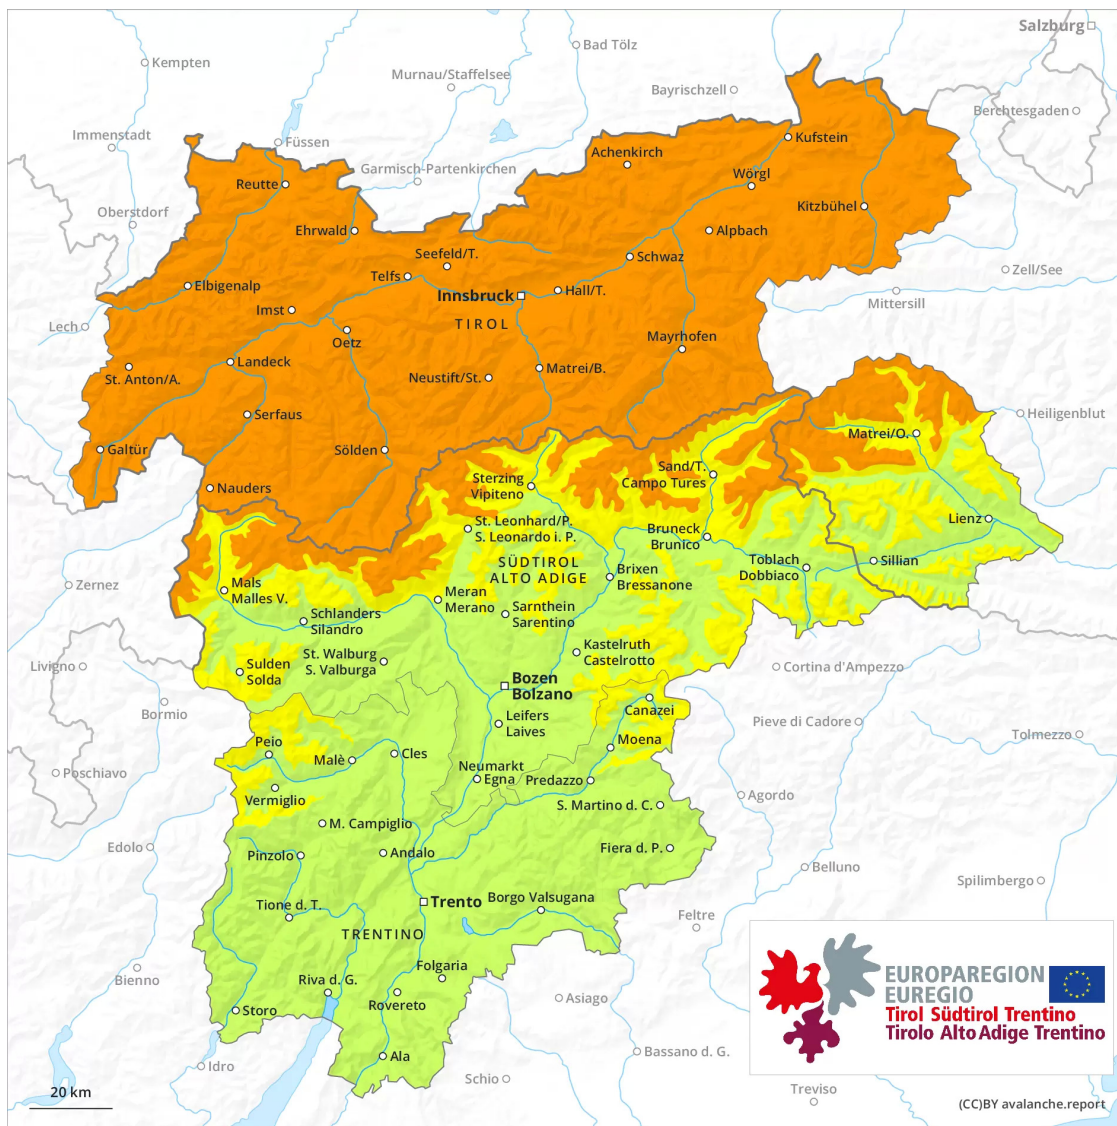 Salzburg
Bad Tölz
Kempten
Murnau/Staffelsee
Bayrischzell
Berchtesgaden
Immenstadt
Füssen
Kufstein
Achenkirch
Garmisch-Partenkirchen
Wörgl
Reutte
Oberstdorf
Kitzbühel
Ehrwald
Alpbach
Seefeld/T.
Schwaz
Telfs
Zell/See
Elbigenalp
Innsbruck
Hall/T.
Mittersill
Imst
TIROL
Lech
Oetz
Mayrhofen
Landeck
Matrei/B.
St. Anton/A.
Neustift/St.
Serfaus
Heiligenblut
Matrei/O.
Galtür
Sölden
Sterzing
Vipiteno
Sand/T.
Campo Tures
Nauders
St. Leonhard/P.
S. Leonardo i. P.
Lienz
Bruneck
Brunico
SÜDTIROL
ALTO ADIGE
Toblach
Dobbiaco
Sillian
Brixen
Bressanone
Zernez
Mals
Malles V.
Meran
Merano
Schlanders
Silandro
Sarnthein
Sarentino
Kastelruth
Castelrotto
St. Walburg
S. Valburga
Livigno
Sulden
Solda
Cortina d'Ampezzo
Bozen
Bolzano
Bormio
Canazei
Leifers
Laives
Pieve di Cadore
Tolmezzo
Peio
Moena
Malè
Cles
Poschiavo
Neumarkt
Egna
Predazzo
Vermiglio
Agordo
S. Martino d. C.
M. Campiglio
Edolo
Pinzolo
Andalo
Fiera d. P.
Belluno
Spilimbergo
Trento
Borgo Valsugana
Tione d. T.
Feltre
TRENTINO
Folgaria
Bienno
Riva d. G.
Rovereto
Asiago
Storo
EUROPAREGION
EUREGIO
Tirol Südtirol Trentino
Tirolo Alto Adige Trentino
Ala
Bassano d. G.
Idro
Schio
Treviso
20 km
(CC)BY avalanche.report